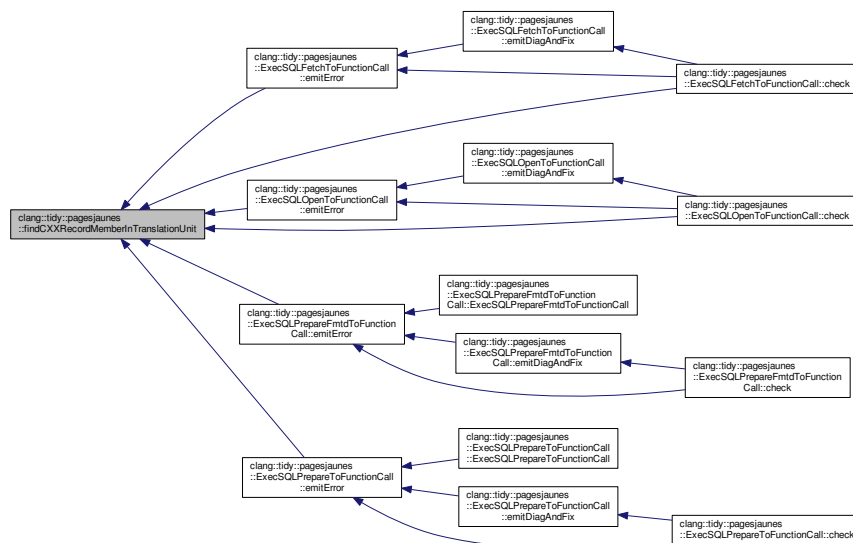 clang::tidy::pagesjaunes
::ExecSQLFetchToFunctionCall
::emitDiagAndFix
clang::tidy::pagesjaunes
::ExecSQLFetchToFunctionCall
::emitError
clang::tidy::pagesjaunes
::ExecSQLFetchToFunctionCall::check
clang::tidy::pagesjaunes
::ExecSQLOpenToFunctionCall
::emitDiagAndFix
clang::tidy::pagesjaunes
::ExecSQLOpenToFunctionCall
::emitError
clang::tidy::pagesjaunes
::ExecSQLOpenToFunctionCall::check
clang::tidy::pagesjaunes
::findCXXRecordMemberInTranslationUnit
clang::tidy::pagesjaunes
::ExecSQLPrepareFmtdToFunction
Call::ExecSQLPrepareFmtdToFunctionCall
clang::tidy::pagesjaunes
::ExecSQLPrepareFmtdToFunction
Call::emitError
clang::tidy::pagesjaunes
::ExecSQLPrepareFmtdToFunction
Call::emitDiagAndFix
clang::tidy::pagesjaunes
::ExecSQLPrepareFmtdToFunction
Call::check
clang::tidy::pagesjaunes
::ExecSQLPrepareToFunctionCall
::ExecSQLPrepareToFunctionCall
clang::tidy::pagesjaunes
::ExecSQLPrepareToFunctionCall
::emitError
clang::tidy::pagesjaunes
::ExecSQLPrepareToFunctionCall
::emitDiagAndFix
clang::tidy::pagesjaunes
::ExecSQLPrepareToFunctionCall::check